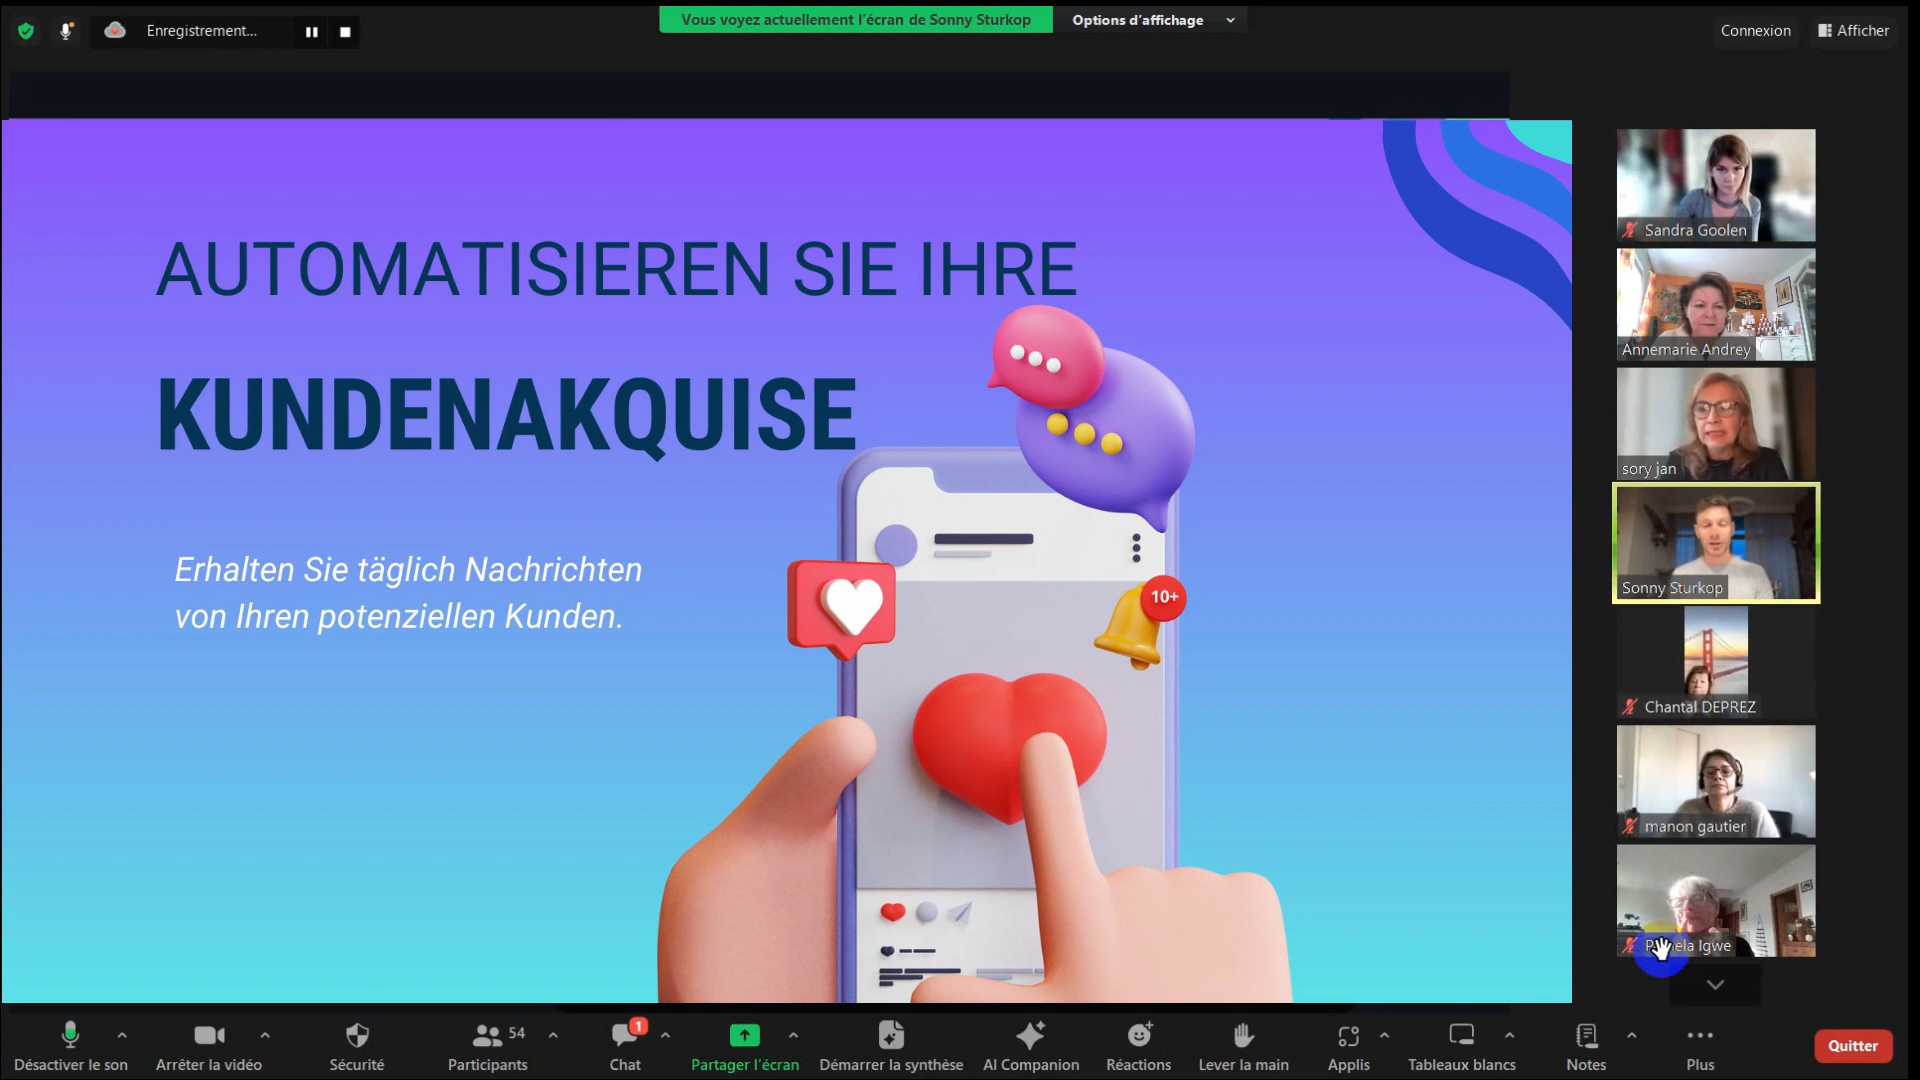 Enregistrement...
Vous voyez actuellement l'écran de Sonny Sturkop
Options d'affichage
Connexion
Afficher
AUTOMATISIEREN SIE IHRE
KUNDENAKQUISE
Erhalten Sie täglich Nachrichten
von Ihren potenziellen Kunden.
10+
Sandra Goolen
Annemarie Andrey
sory jan
Sonny Sturkop
Chantal DEPREZ
manon gautier
Igwe
Désactiver le son
Arrêter la vidéo
Sécurité
54
Participants
1
Chat
Partager l'écran
Démarrer la synthèse
AI Companion
Réactions
Lever la main
Applis
Tableaux blancs
Notes
Plus
Quitter